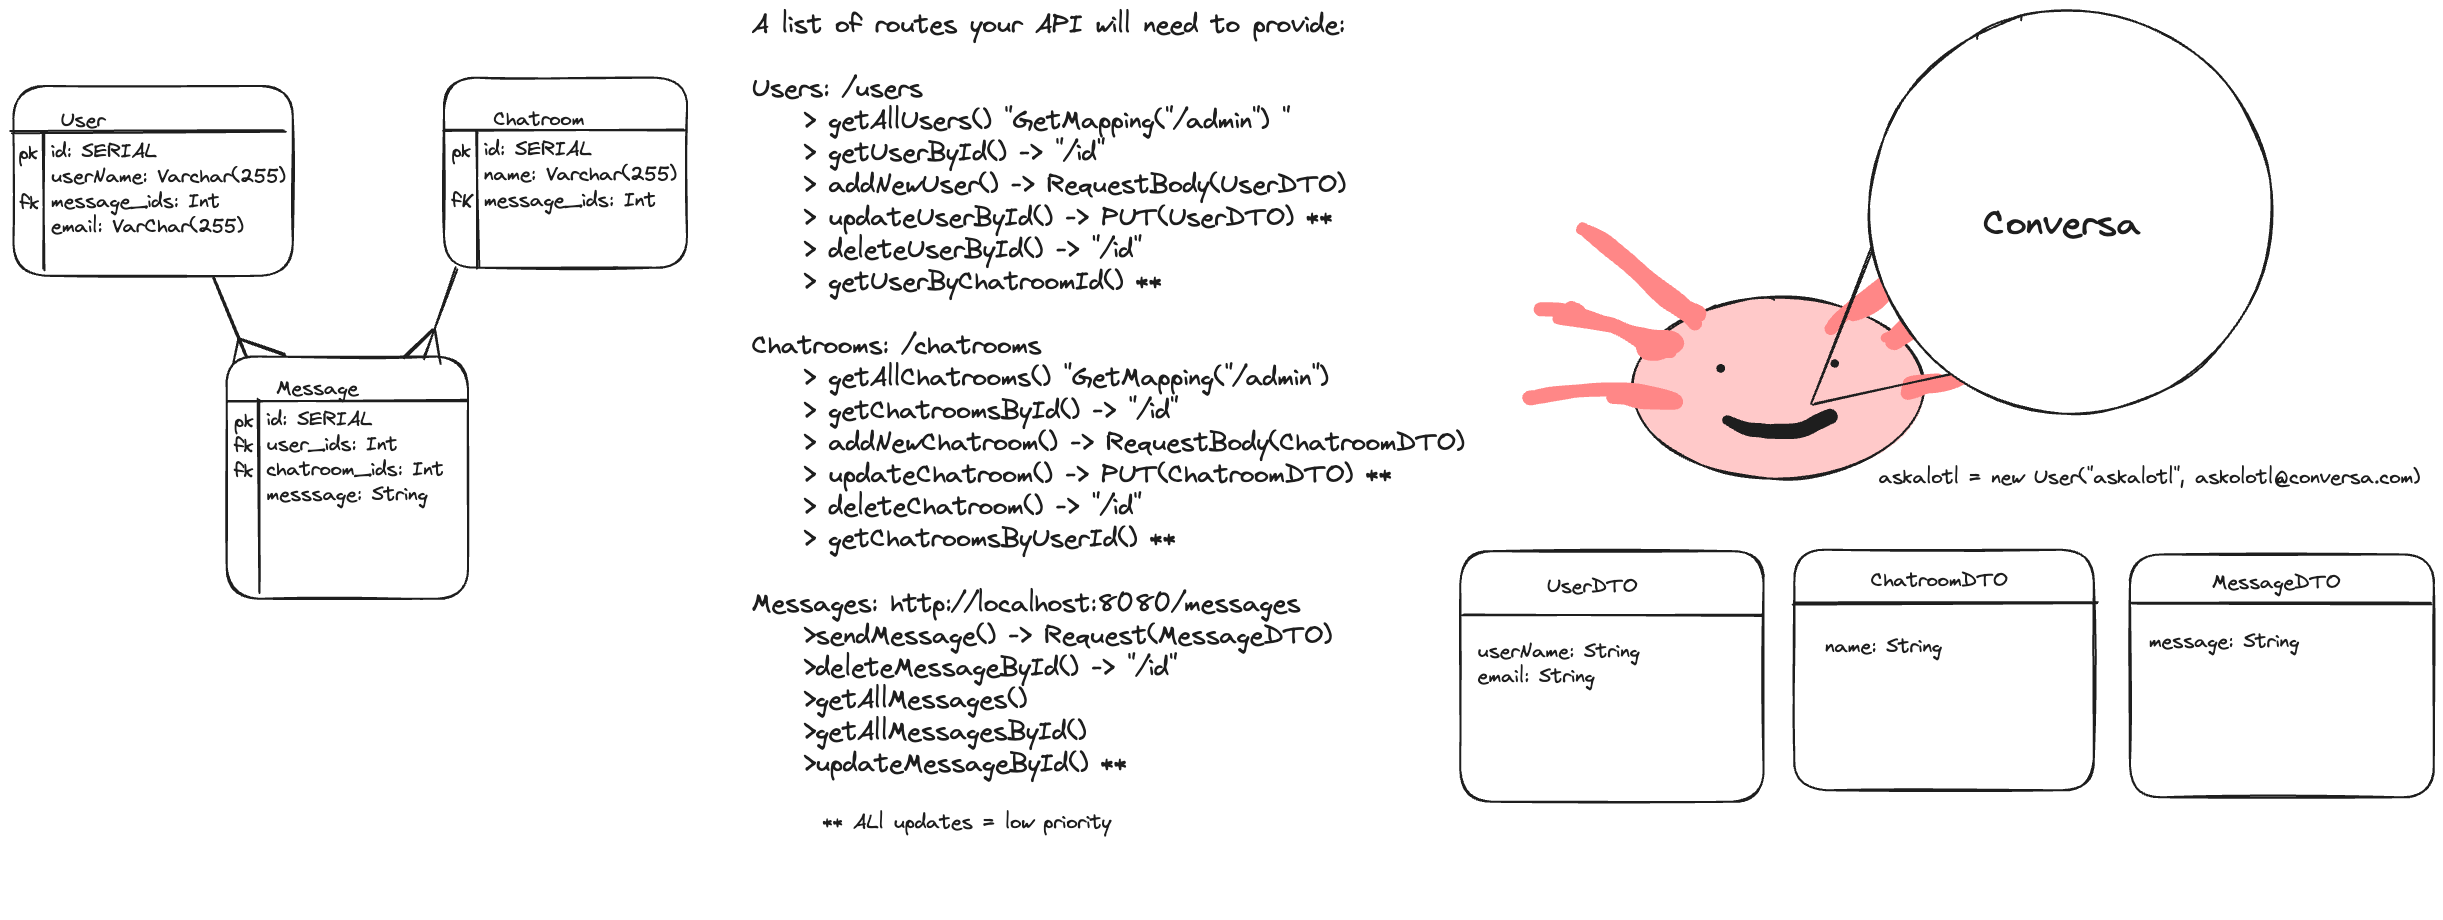 User
pk id: SERIAL
userName: Varchar(255)
fk message_ids: Int
email: VarChar(255)
Chatroom
pk id: SERIAL
name: Varchar(255)
fK message_ids: Int
Message
pk id: SERIAL
fk user_ids: Int
fk chatroom_ids: Int
messsage: String
A list of routes your API will need to provide:
Users: /users
> getAllUsers() "GetMapping("/admin") "
> getUserById() -> "/id"
> addNewUser() -> RequestBody(UserDTO)
> updateUserById() -> PUT(UserDTO) **
> deleteUserById() -> "/id"
> getUserByChatroomId() **
Chatrooms: /chatrooms
> getAllChatrooms() "GetMapping("/admin")
> getChatroomsById() -> "/id"
> addNewChatroom() -> RequestBody(ChatroomDTO)
> updateChatroom() -> PUT(ChatroomDTO) **
> deleteChatroom() -> "/id"
> getChatroomsByUserId() **
Messages: http://localhost:8080/messages
>sendMessage() -> Request(MessageDTO)
>deleteMessageById() -> "/id"
>getAllMessages()
>getAllMessagesById()
>updateMessageById() **
** ALl updates = low priority
Conversa
askalotl = new User("askalotl", askolotl@conversa.com)
UserDTO
userName: String
email: String
ChatroomDTO
name: String
MessageDTO
message: String